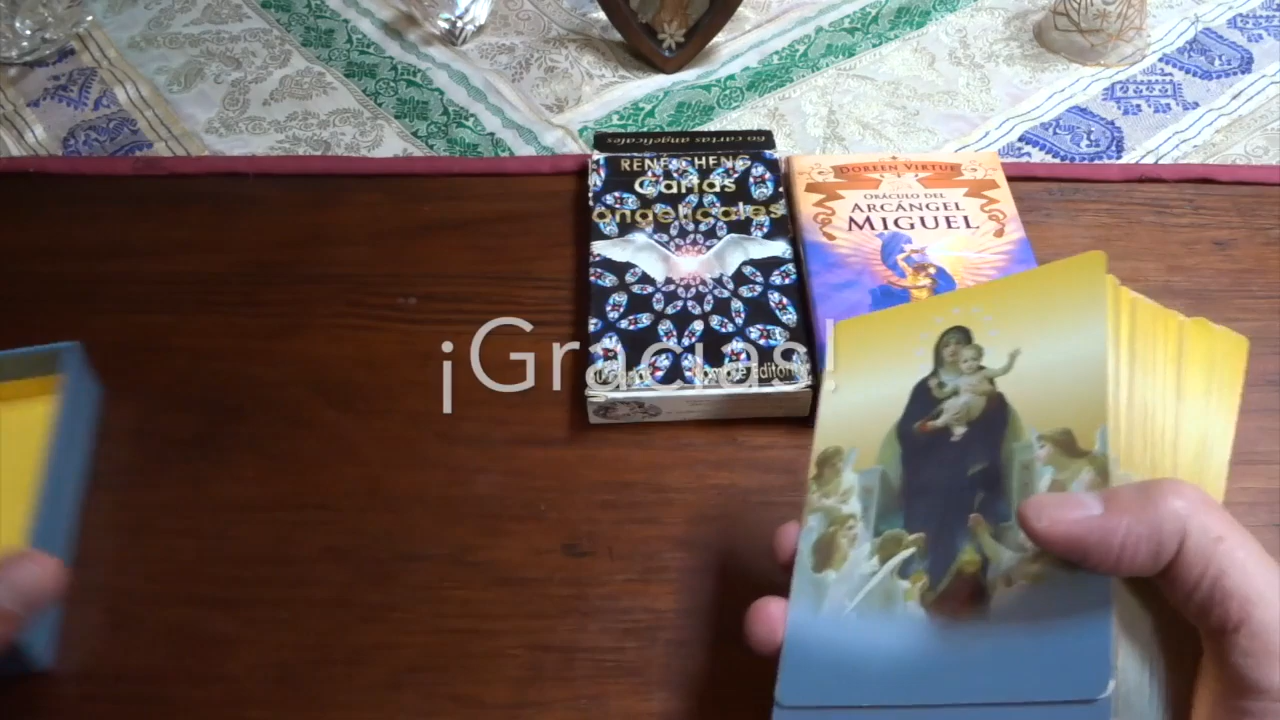 60 cartas angelicales
RENÉ CHENG
Cartas
angelicales
DOREEN VIRTUE
ORÁCULO DEL
ARCÁNGEL
MIGUEL
¡Gracias!